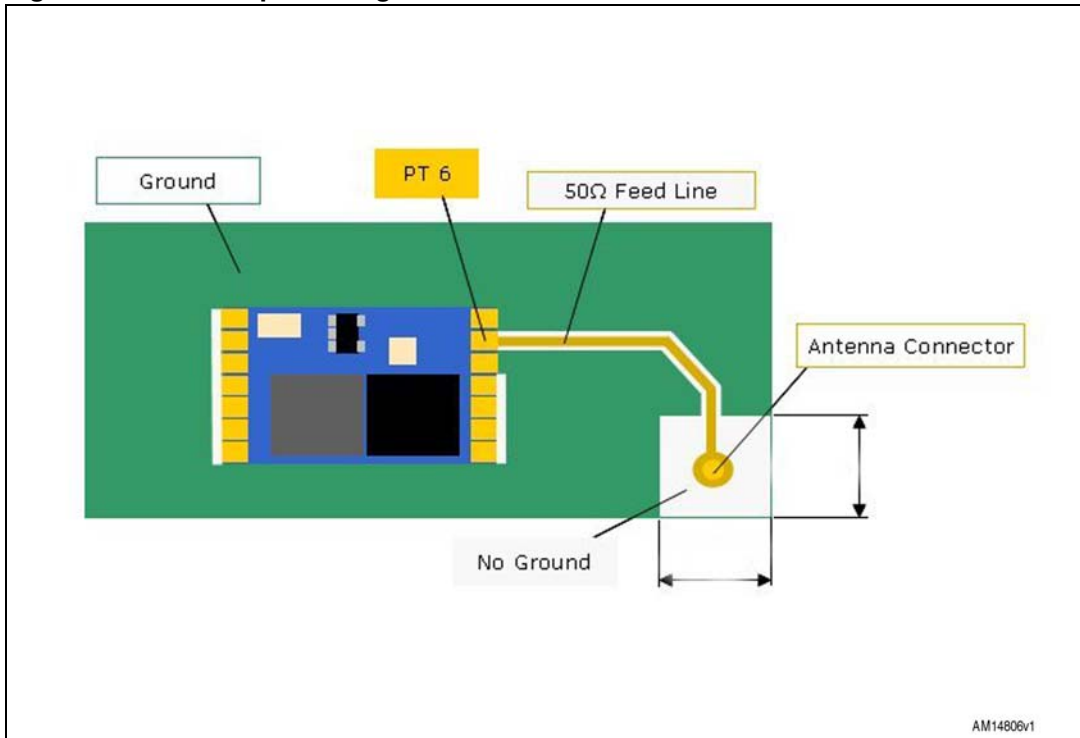 Ground
PT 6
50Ω Feed Line
Antenna Connector
No Ground
AM14806v1